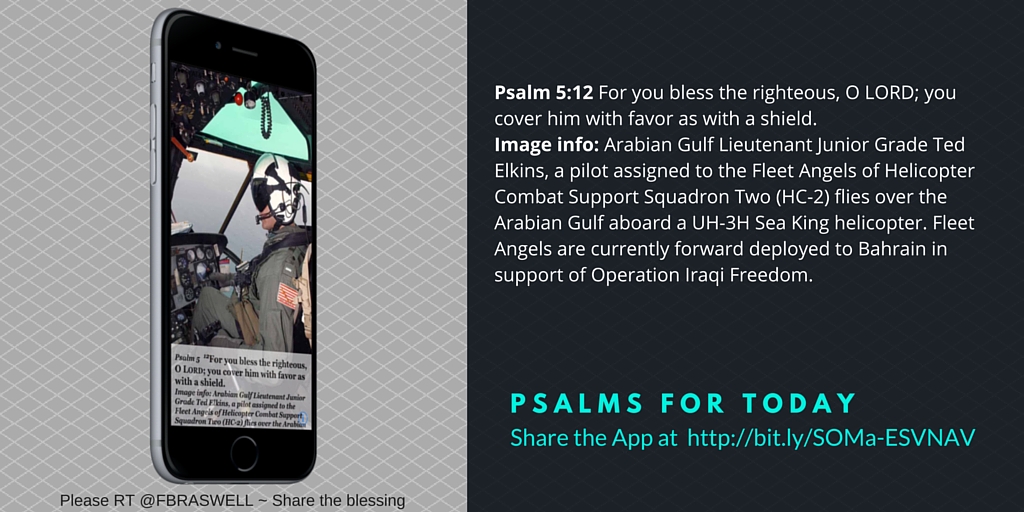 Psalm 5 ¹²For you bless the righteous,
O LORD; you cover him with favor as
with a shield.
Image info: Arabian Gulf Lieutenant Junior
Grade Ted Elkins, a pilot assigned to the
Fleet Angels of Helicopter Combat Support
Squadron Two (HC-2) flies over the Arabian
Please RT @FBRASWELL ~ Share the blessing
Psalm 5:12 For you bless the righteous, O LORD; you
cover him with favor as with a shield.
Image info: Arabian Gulf Lieutenant Junior Grade Ted
Elkins, a pilot assigned to the Fleet Angels of Helicopter
Combat Support Squadron Two (HC-2) flies over the
Arabian Gulf aboard a UH-3H Sea King helicopter. Fleet
Angels are currently forward deployed to Bahrain in
support of Operation Iraqi Freedom.
PSALMS FOR TODAY
Share the App at http://bit.ly/SOMa-ESVNAV